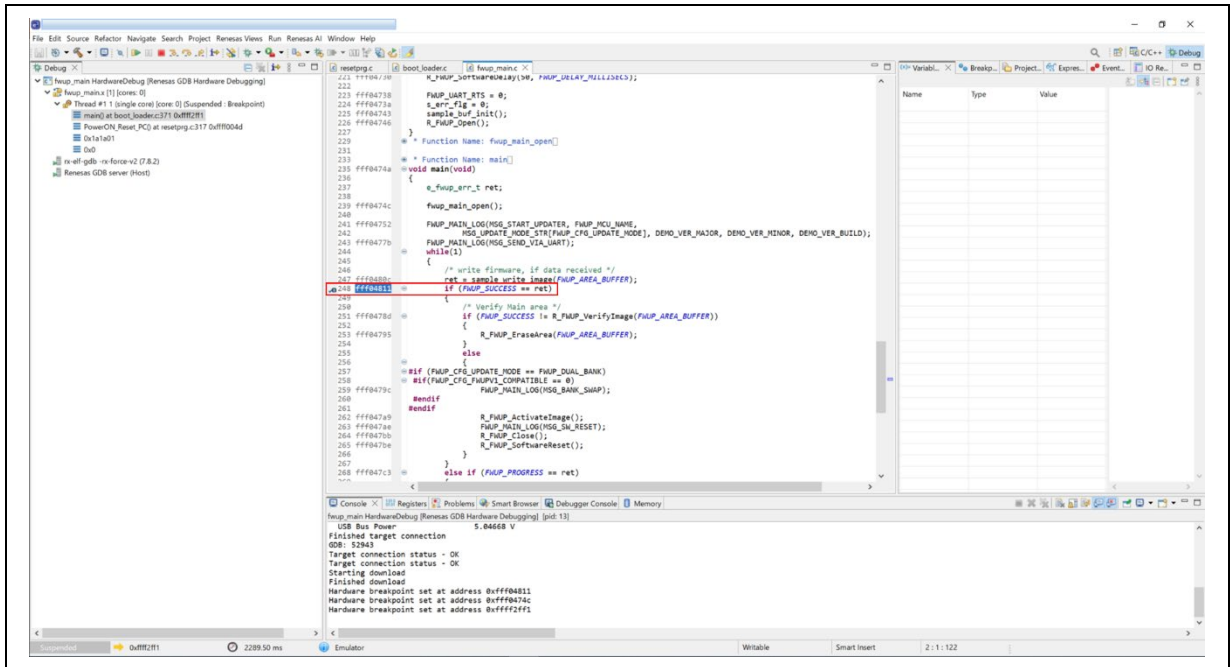 File Edit Source Refactor Navigate Search Project Renesas Views Run Renesas AI Window Help
C/C++ Debug
Debug
fwup_main HardwareDebug [Renesas GDB Hardware Debugging]
fwup_main.x [1] [cores: 0]
Thread #1 1 (single core) [core: 0] (Suspended : Breakpoint)
main() at boot_loader.c:371 0xffff2ff1
PowerON_Reset_PC() at resetprg.c:317 0xffff004d
0x1a1a01
0x0
rx-elf-gdb -rx-force-v2 (7.8.2)
Renesas GDB server (Host)
resetprg.c boot_loader.c fwup_main.c
221 fff04730 R_FWUP_SoftwareDelay(50, FWUP_DELAY_MILLISECS);
222
223 fff04738 FWUP_UART_RTS = 0;
224 fff0473a s_err_flg = 0;
225 fff04743 sample_buf_init();
226 fff04746 R_FWUP_Open();
227 }
229 * Function Name: fwup_main_open
231
233 * Function Name: main
235 fff0474a void main(void)
236 {
237 e_fwup_err_t ret;
238
239 fff0474c fwup_main_open();
240
241 fff04752 FWUP_MAIN_LOG(MSG_START_UPDATER, FWUP_MCU_NAME,
242 MSG_UPDATE_MODE_STR[FWUP_CFG_UPDATE_MODE], DEMO_VER_MAJOR, DEMO_VER_MINOR, DEMO_VER_BUILD);
243 fff0477b FWUP_MAIN_LOG(MSG_SEND_VIA_UART);
244 while(1)
245 {
246 /* write firmware, if data received */
247 fff0480c ret = sample_write_image(FWUP_AREA_BUFFER);
248 fff04811 if (FWUP_SUCCESS == ret)
249 {
250 /* Verify Main area */
251 fff0478d if (FWUP_SUCCESS != R_FWUP_VerifyImage(FWUP_AREA_BUFFER))
252 {
253 fff04795 R_FWUP_EraseArea(FWUP_AREA_BUFFER);
254 }
255 else
256 {
257 #if (FWUP_CFG_UPDATE_MODE == FWUP_DUAL_BANK)
258 #if(FWUP_CFG_FWUPV1_COMPATIBLE == 0)
259 fff0479c FWUP_MAIN_LOG(MSG_BANK_SWAP);
260 #endif
261 #endif
262 fff047a9 R_FWUP_ActivateImage();
263 fff047ae FWUP_MAIN_LOG(MSG_SW_RESET);
264 fff047bb R_FWUP_Close();
265 fff047be R_FWUP_SoftwareReset();
266 }
267 }
268 fff047c3 else if (FWUP_PROGRESS == ret)
Variabl... Breakp... Project... Expres... Event... IO Re...
Name Type Value
Console Registers Problems Smart Browser Debugger Console Memory
fwup_main HardwareDebug [Renesas GDB Hardware Debugging] [pid: 13]
USB Bus Power 5.04668 V
Finished target connection
GDB: 52943
Target connection status - OK
Target connection status - OK
Starting download
Finished download
Hardware breakpoint set at address 0xfff04811
Hardware breakpoint set at address 0xfff0474c
Hardware breakpoint set at address 0xffff2ff1
Suspended 0xffff2ff1 2289.50 ms Emulator Writable Smart Insert 2 : 1 : 122